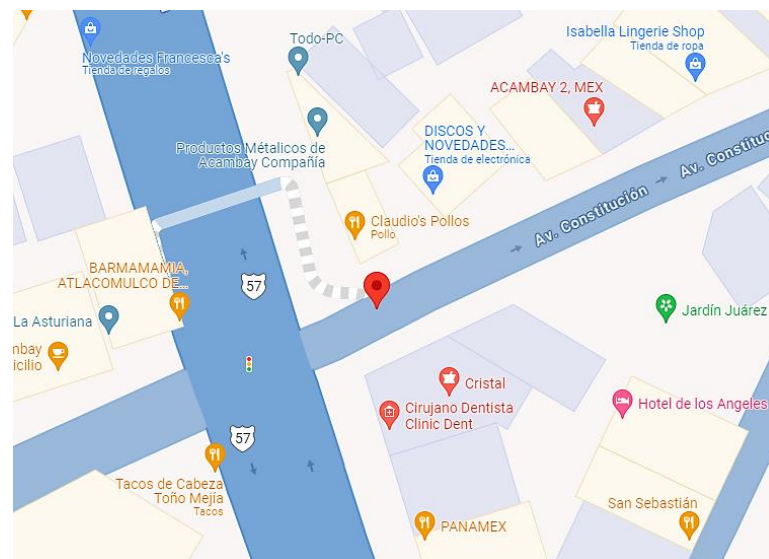 Isabella Lingerie Shop
Tienda de ropa
Todo-PC
Novedades Francesca's
Tienda de regalos
ACAMBAY 2, MEX
DISCOS Y
NOVEDADES...
Tienda de electrónica
Productos Métalicos de
Acambay Compañía
Av. Constitución
Av. Constituc
Claudio's Pollos
Pollo
BARMAMAMIA,
ATLACOMULCO DE...
57
La Asturiana
Jardín Juárez
mbay
icilio
Cristal
Cirujano Dentista
Clinic Dent
Hotel de los Angeles
57
Tacos de Cabeza
Toño Mejía
Tacos
San Sebastián
PANAMEX